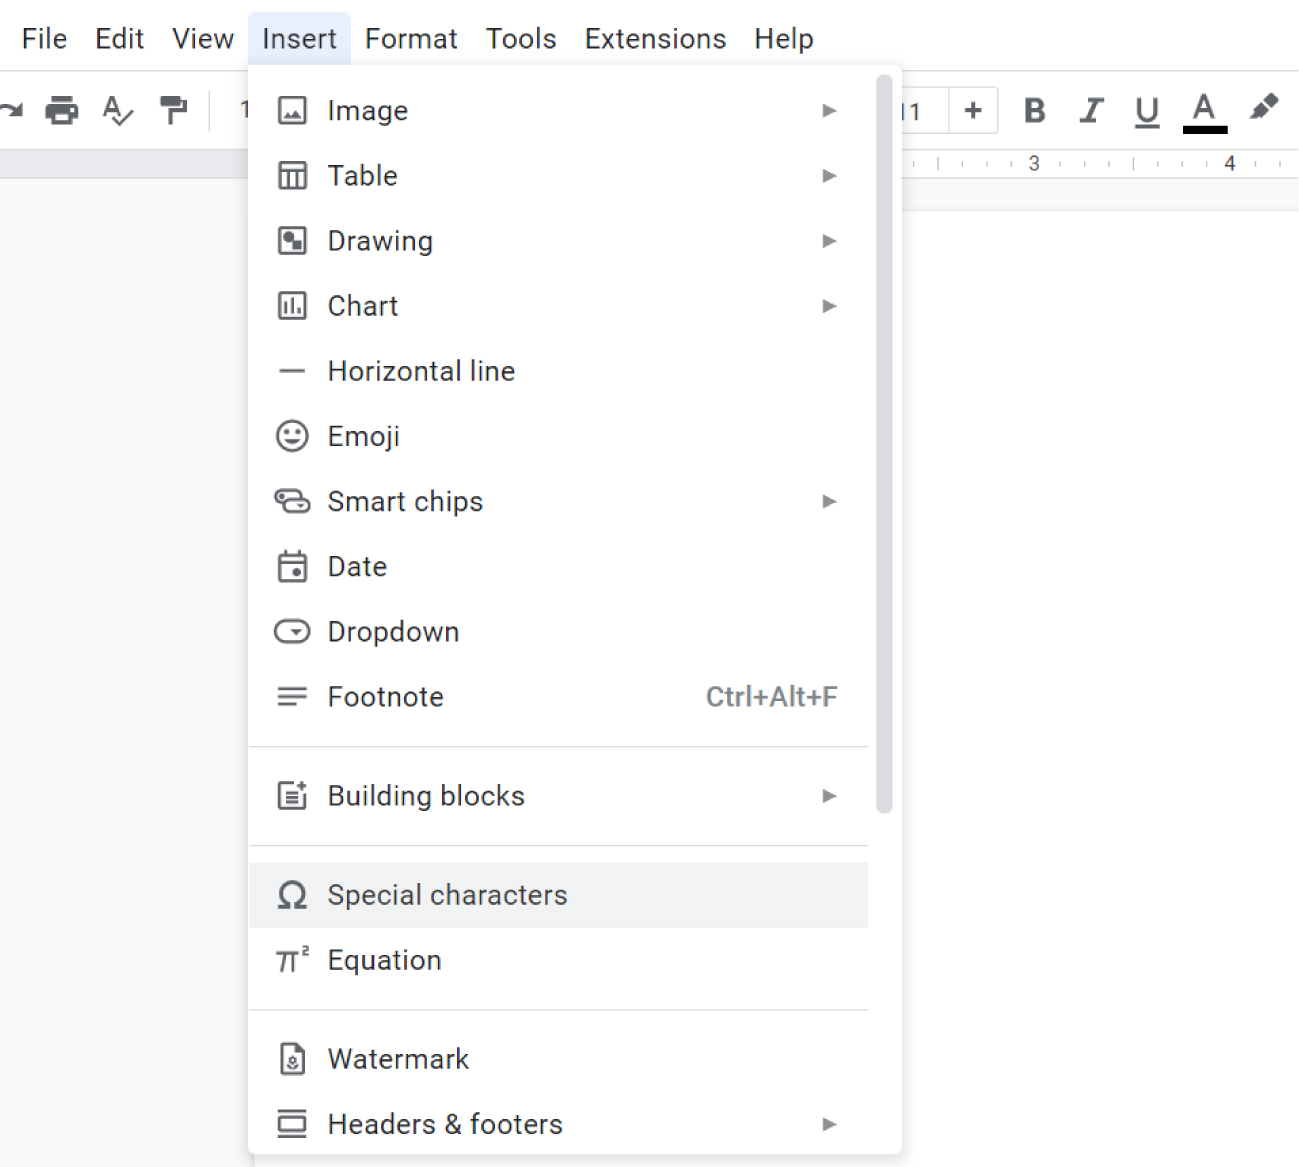 File Edit View Insert Format Tools Extensions Help
Image
Table
Drawing
Chart
Horizontal line
Emoji
Smart chips
Date
Dropdown
Footnote Ctrl+Alt+F
Building blocks
Special characters
Equation
Watermark
Headers & footers
11 + B I U A
3 4